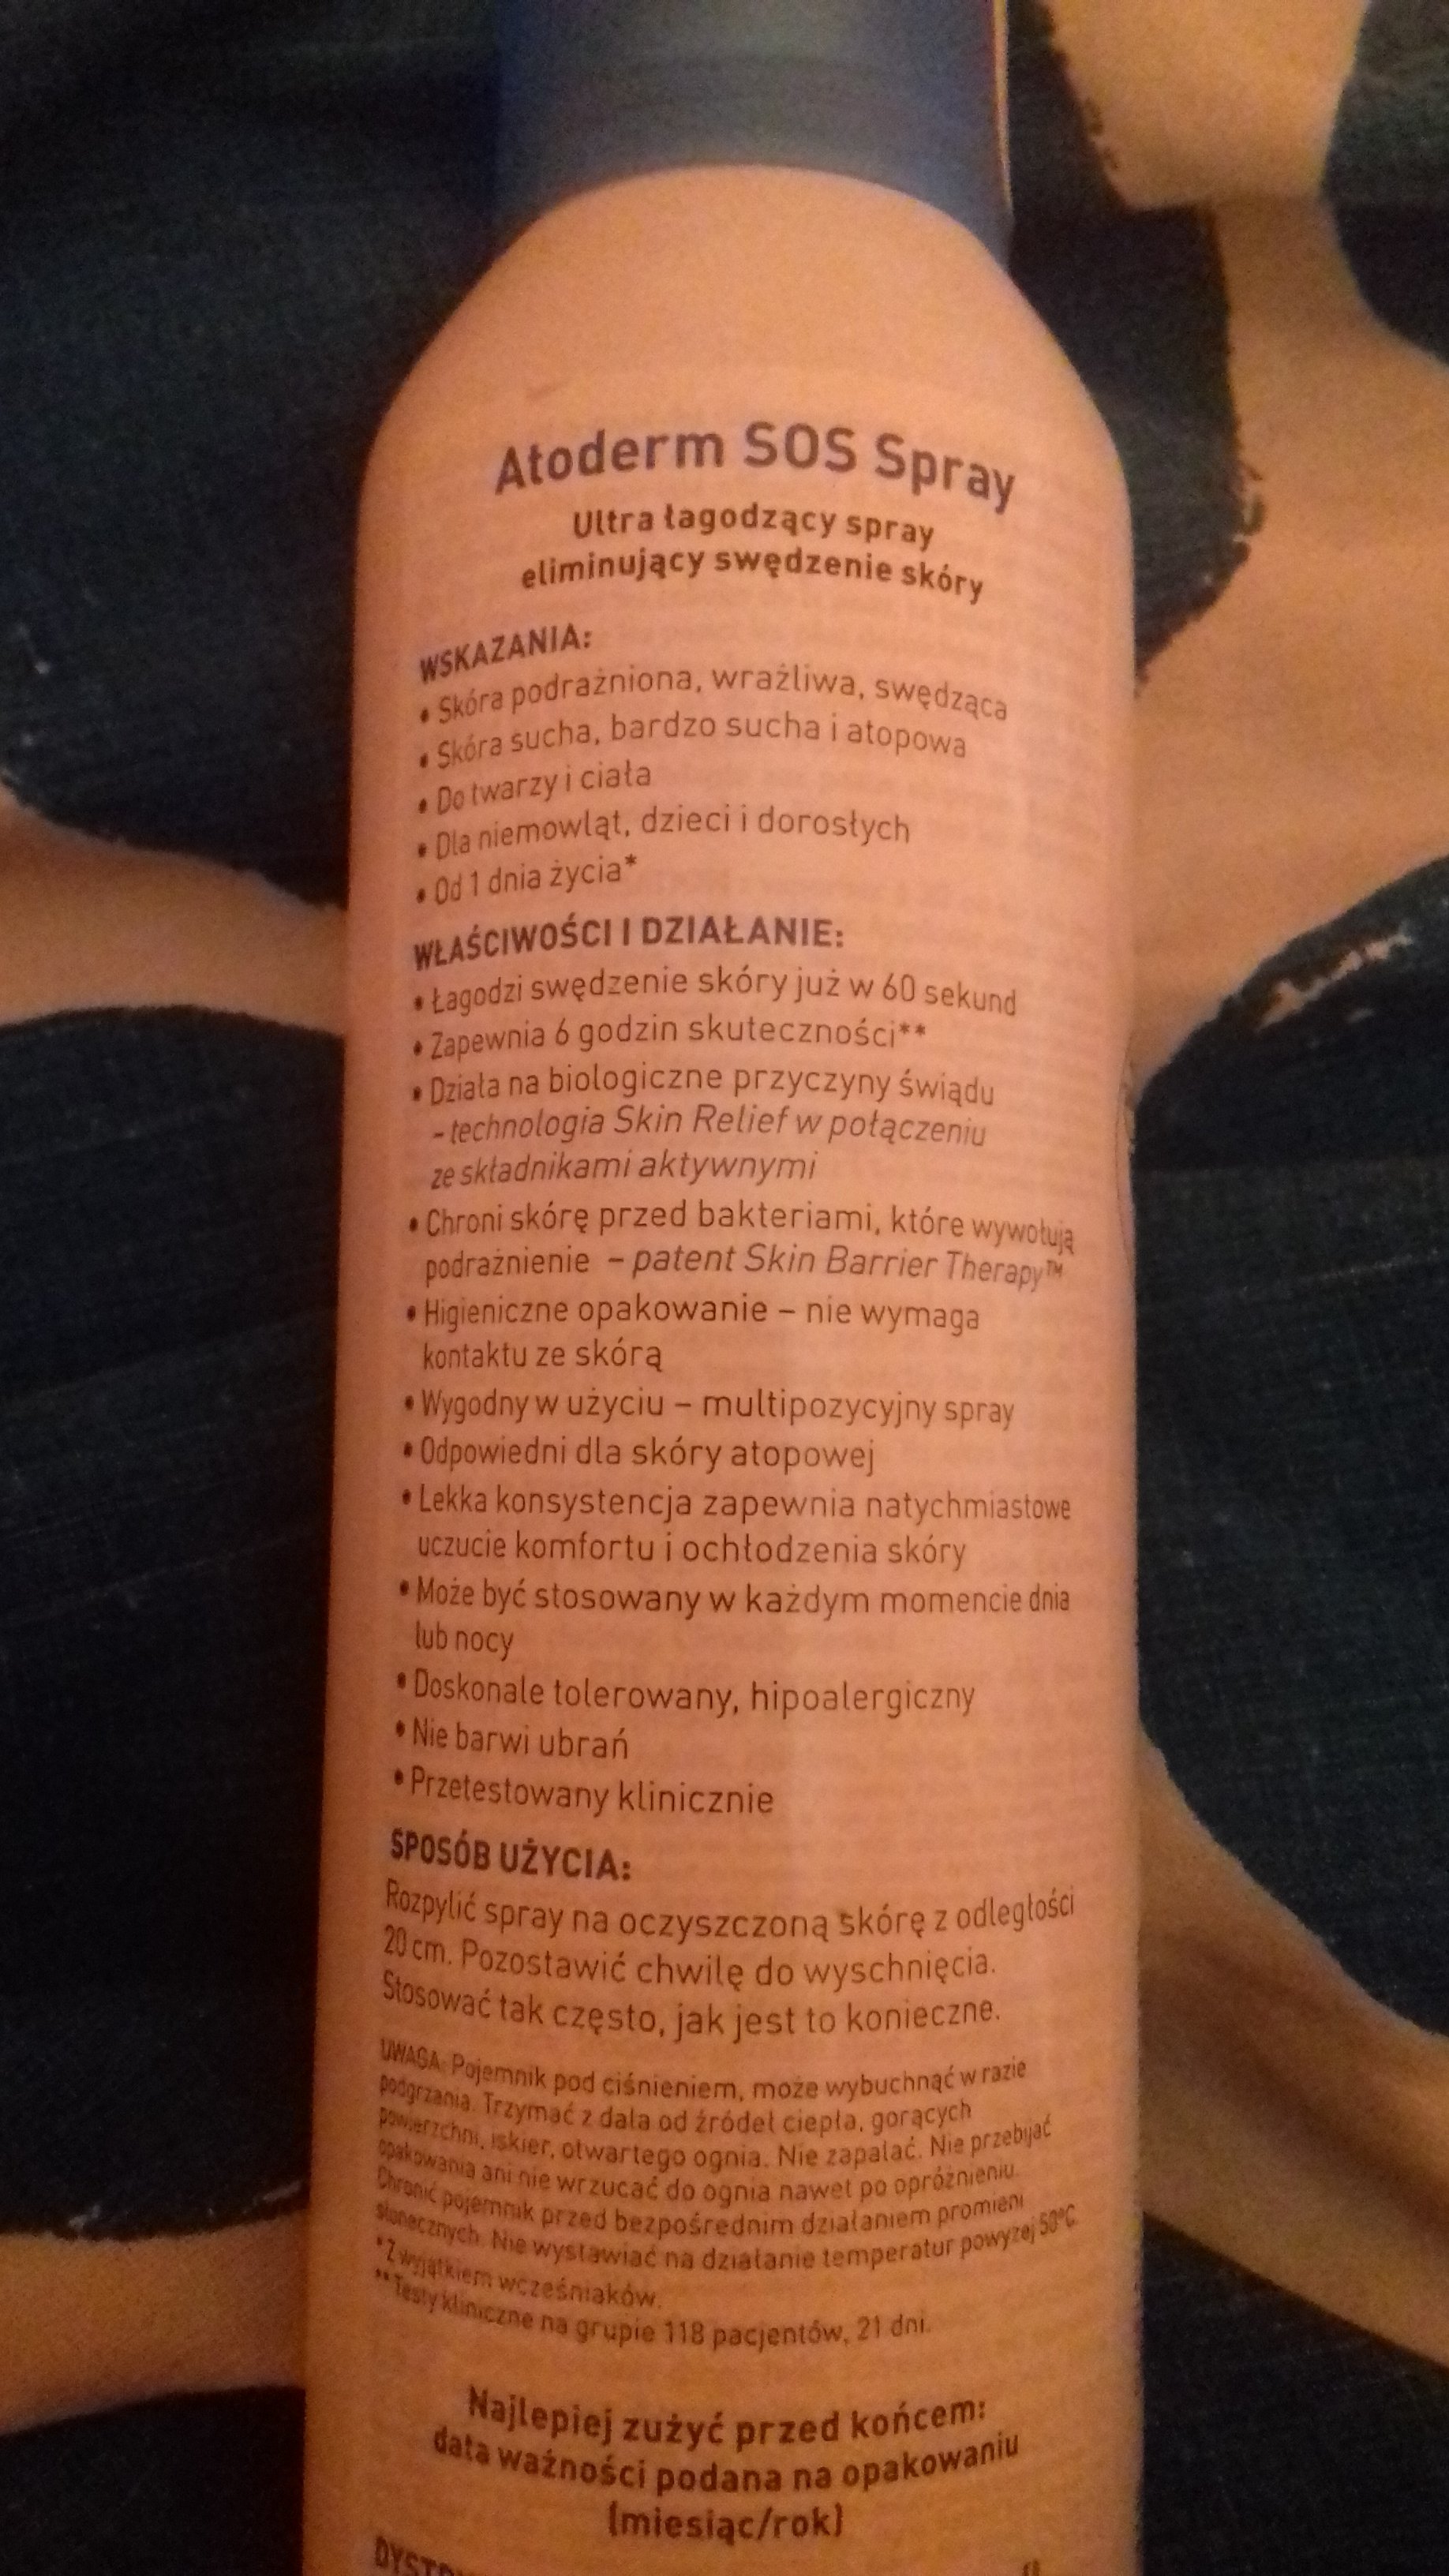 Atoderm SOS Spray
Ultra łagodzący spray
eliminujący swędzenie skóry
WSKAZANIA:
• Skóra podrażniona, wrażliwa, swędząca
• Skóra sucha, bardzo sucha i atopowa
• Do twarzy i ciała
• Dla niemowląt, dzieci i dorosłych
• Od 1 dnia życia*
WŁAŚCIWOŚCI I DZIAŁANIE:
• Łagodzi swędzenie skóry już w 60 sekund
• Zapewnia 6 godzin skuteczności**
• Działa na biologiczne przyczyny świądu
- technologia Skin Relief w połączeniu
ze składnikami aktywnymi
• Chroni skórę przed bakteriami, które wywołują
podrażnienie – patent Skin Barrier Therapy™
• Higieniczne opakowanie – nie wymaga
kontaktu ze skórą
• Wygodny w użyciu – multipozycyjny spray
• Odpowiedni dla skóry atopowej
• Lekka konsystencja zapewnia natychmiastowe
uczucie komfortu i ochłodzenia skóry
• Może być stosowany w każdym momencie dnia
lub nocy
• Doskonale tolerowany, hipoalergiczny
• Nie barwi ubrań
• Przetestowany klinicznie
SPOSÓB UŻYCIA:
Rozpylić spray na oczyszczoną skórę z odległości
20 cm. Pozostawić chwilę do wyschnięcia.
Stosować tak często, jak jest to konieczne.
UWAGA: Pojemnik pod ciśnieniem, może wybuchnąć w razie
podgrzania. Trzymać z dala od źródeł ciepła, gorących
powierzchni, iskier, otwartego ognia. Nie zapalać. Nie przebijać
opakowania ani nie wrzucać do ognia nawet po opróżnieniu.
Chronić pojemnik przed bezpośrednim działaniem promieni
słonecznych. Nie wystawiać na działanie temperatur powyżej 50°C.
*Z wyjątkiem wcześniaków.
**Testy kliniczne na grupie 118 pacjentów, 21 dni.
Najlepiej zużyć przed końcem:
data ważności podana na opakowaniu
(miesiąc/rok)